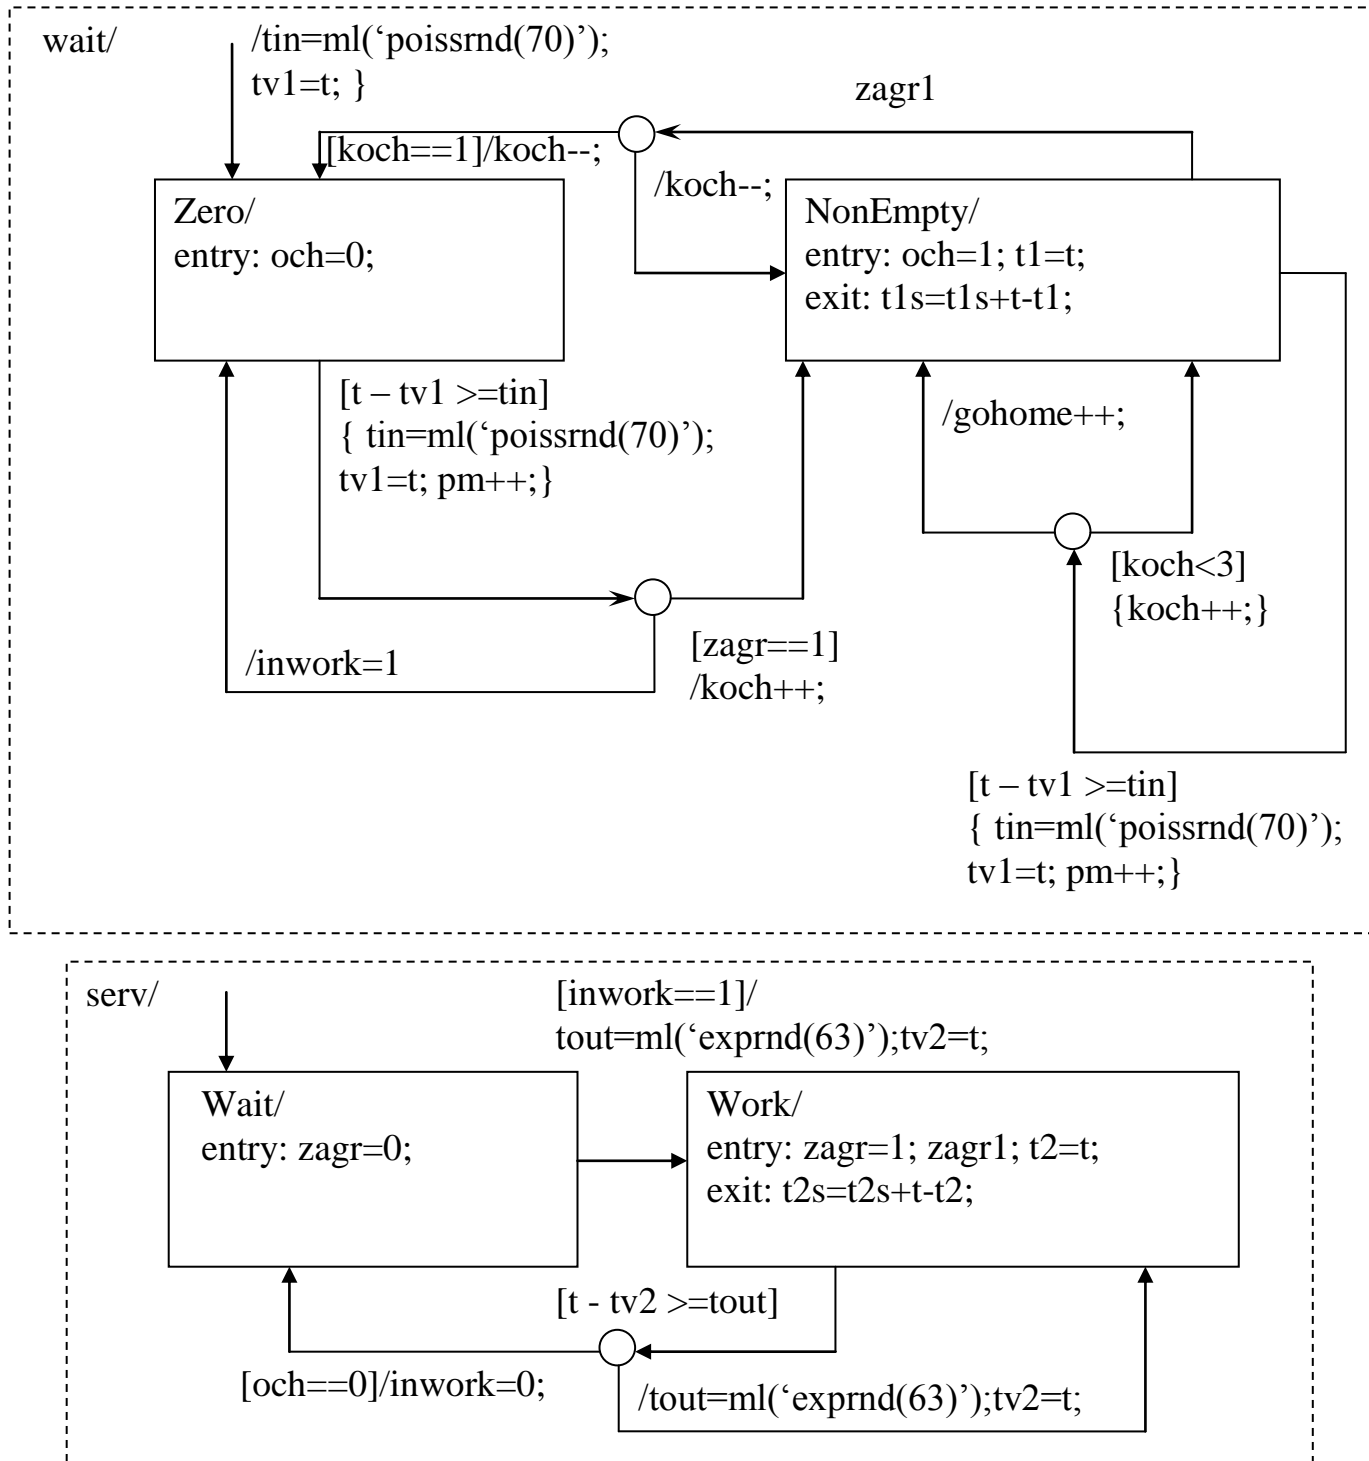 wait/
/tin=ml(‘poissrnd(70)’);
tv1=t; }
zagr1
[koch==1]/koch--;
/koch--;
Zero/
entry: och=0;
NonEmpty/
entry: och=1; t1=t;
exit: t1s=t1s+t-t1;
[t – tv1 >=tin]
{ tin=ml(‘poissrnd(70)’);
tv1=t; pm++;}
/gohome++;
[koch<3]
{koch++;}
/inwork=1
[zagr==1]
/koch++;
[t – tv1 >=tin]
{ tin=ml(‘poissrnd(70)’);
tv1=t; pm++;}
serv/
[inwork==1]/
tout=ml(‘exprnd(63)’);tv2=t;
Wait/
entry: zagr=0;
Work/
entry: zagr=1; zagr1; t2=t;
exit: t2s=t2s+t-t2;
[t - tv2 >=tout]
[och==0]/inwork=0;
/tout=ml(‘exprnd(63)’);tv2=t;